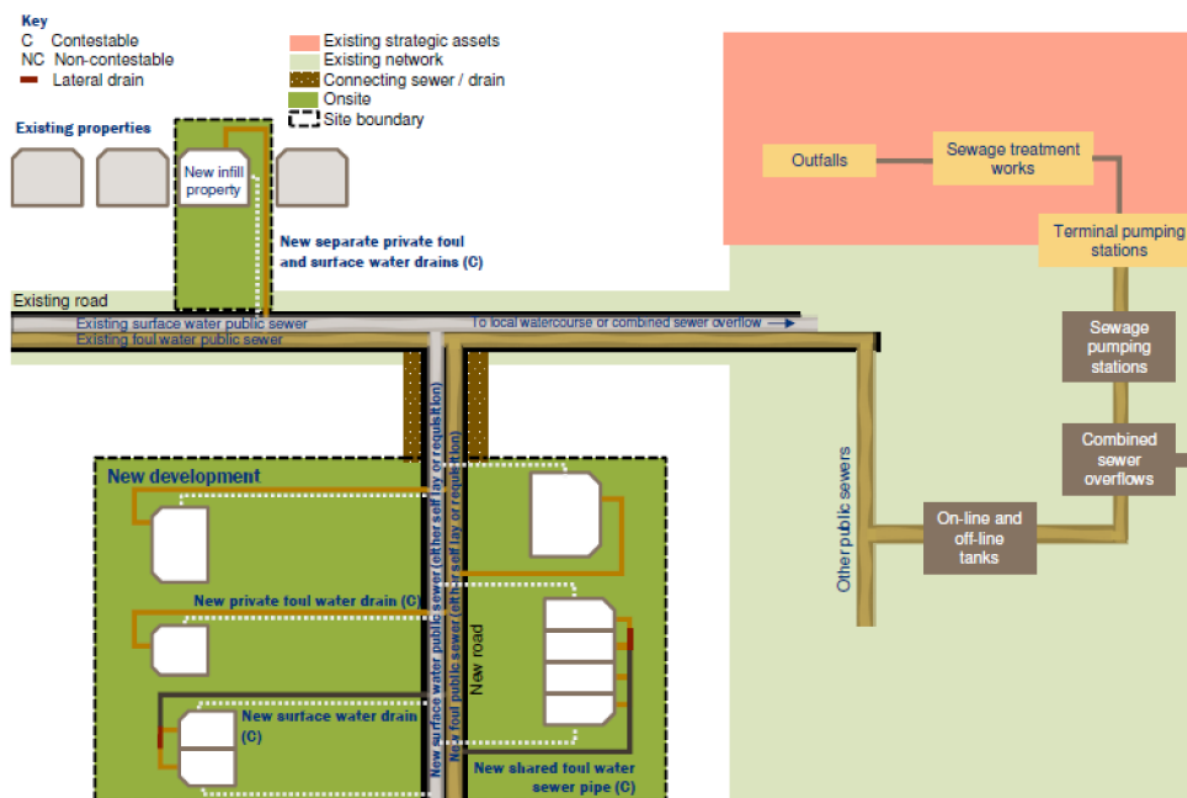 Key
C Contestable
NC Non-contestable
Lateral drain
Existing strategic assets
Existing network
Connecting sewer / drain
Onsite
Site boundary
Existing properties
New infill
property
New separate private foul
and surface water drains (C)
Outfalls
Sewage treatment
works
Terminal pumping
stations
Existing road
Existing surface water public sewer
To local watercourse or combined sewer overflow
Existing foul water public sewer
Sewage
pumping
stations
Combined
sewer
overflows
On-line and
off-line
tanks
Other public sewers
New development
New surface water public sewer (either self lay or requisition)
New foul public sewer (either self lay or requisition)
New road
New private foul water drain (C)
New surface water drain
(C)
New shared foul water
sewer pipe (C)